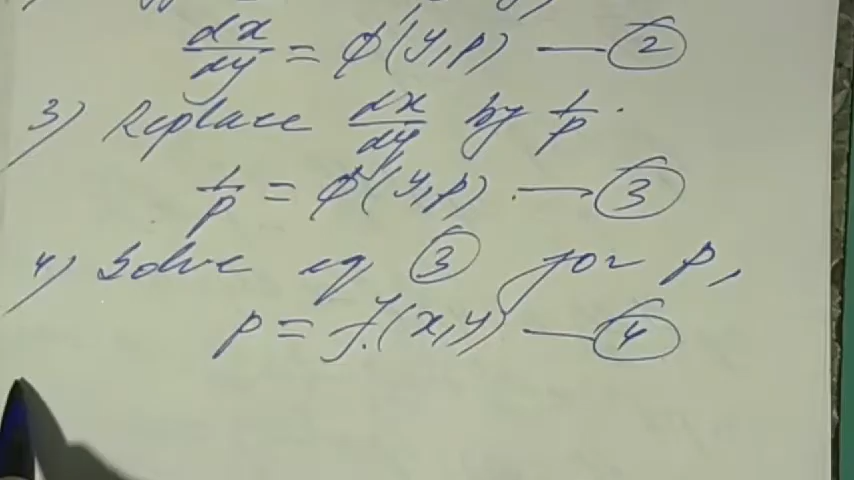 dx/dy = φ'(y,p) — ②
3) Replace dx/dy by 1/p.
1/p = φ'(y,p). — ③
4) Solve eq ③ for p,
p = f(x,y) — ④